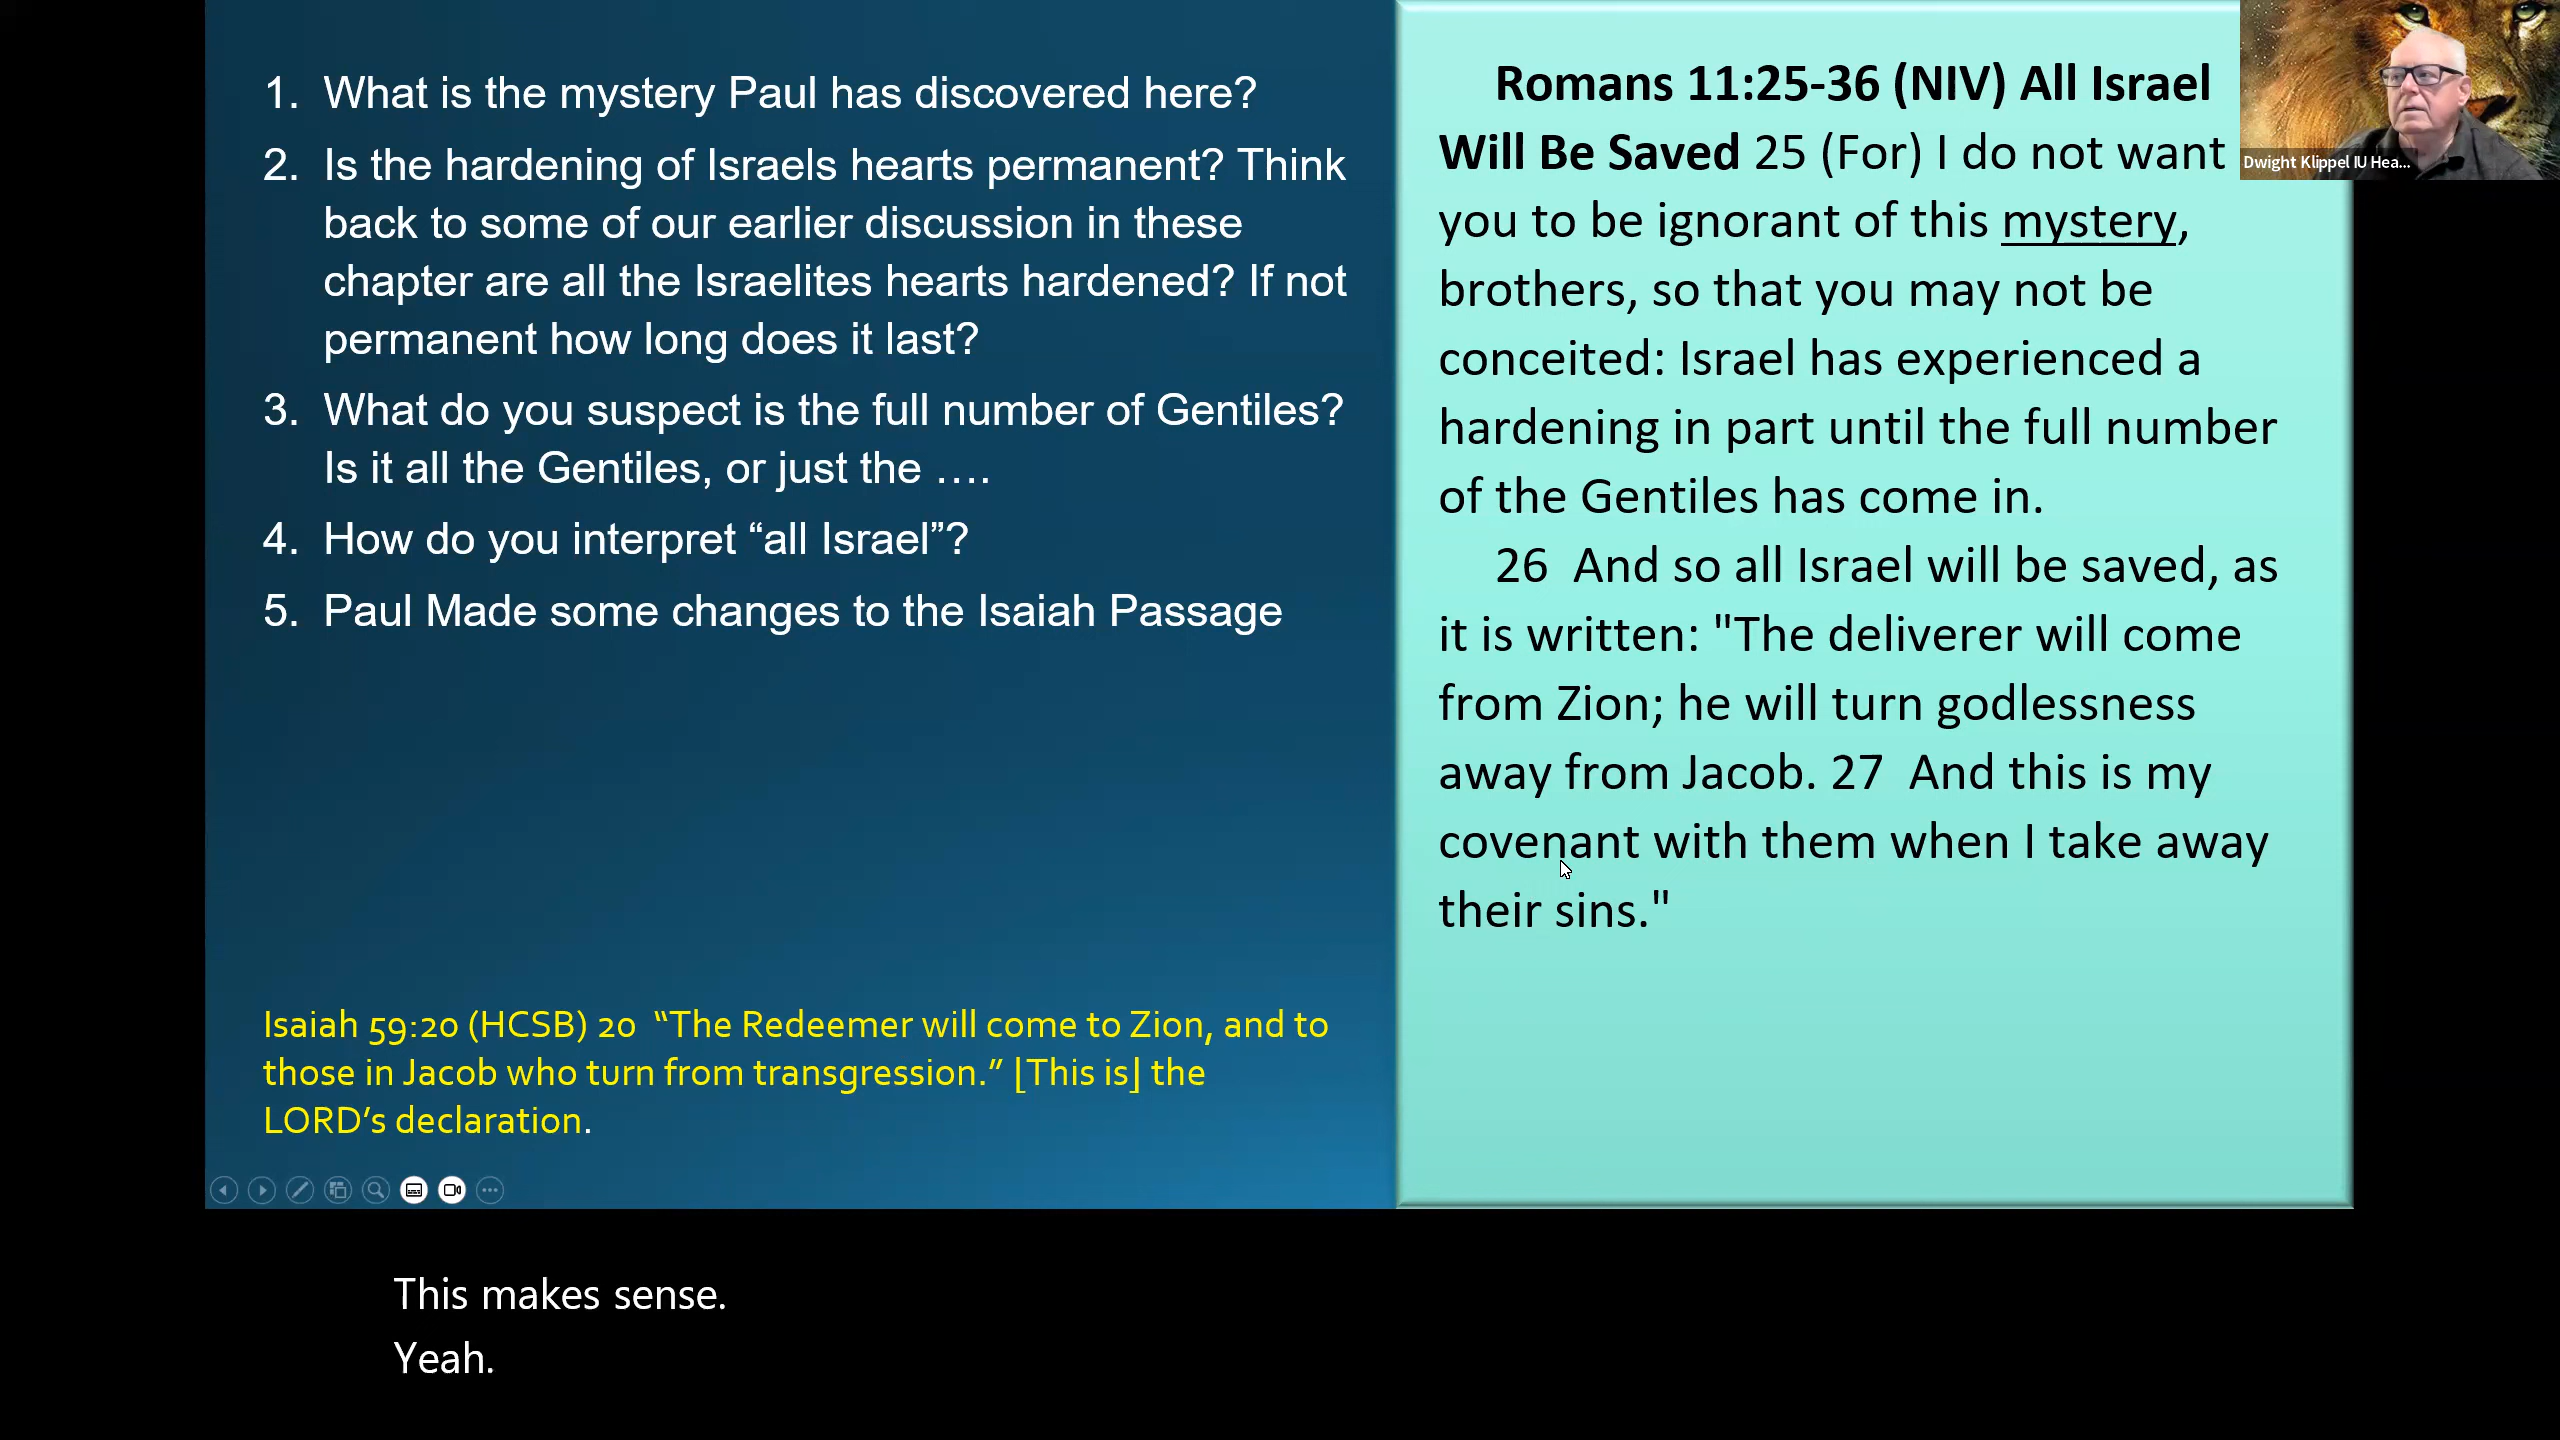 1. What is the mystery Paul has discovered here?
2. Is the hardening of Israels hearts permanent? Think
back to some of our earlier discussion in these
chapter are all the Israelites hearts hardened? If not
permanent how long does it last?
3. What do you suspect is the full number of Gentiles?
Is it all the Gentiles, or just the ….
4. How do you interpret “all Israel”?
5. Paul Made some changes to the Isaiah Passage
Isaiah 59:20 (HCSB) 20 “The Redeemer will come to Zion, and to
those in Jacob who turn from transgression.” [This is] the
LORD’s declaration.
Romans 11:25-36 (NIV) All Israel
Will Be Saved 25 (For) I do not want
you to be ignorant of this mystery,
brothers, so that you may not be
conceited: Israel has experienced a
hardening in part until the full number
of the Gentiles has come in.
26 And so all Israel will be saved, as
it is written: "The deliverer will come
from Zion; he will turn godlessness
away from Jacob. 27 And this is my
covenant with them when I take away
their sins."
Dwight Klippel IU Hea...
This makes sense.
Yeah.